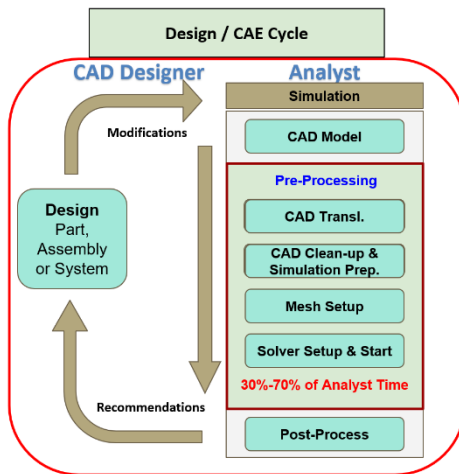 Design / CAE Cycle
CAD Designer
Analyst
Simulation
Modifications
CAD Model
Pre-Processing
Design
Part,
Assembly
or System
CAD Transl.
CAD Clean-up &
Simulation Prep.
Mesh Setup
Solver Setup & Start
30%-70% of Analyst Time
Recommendations
Post-Process